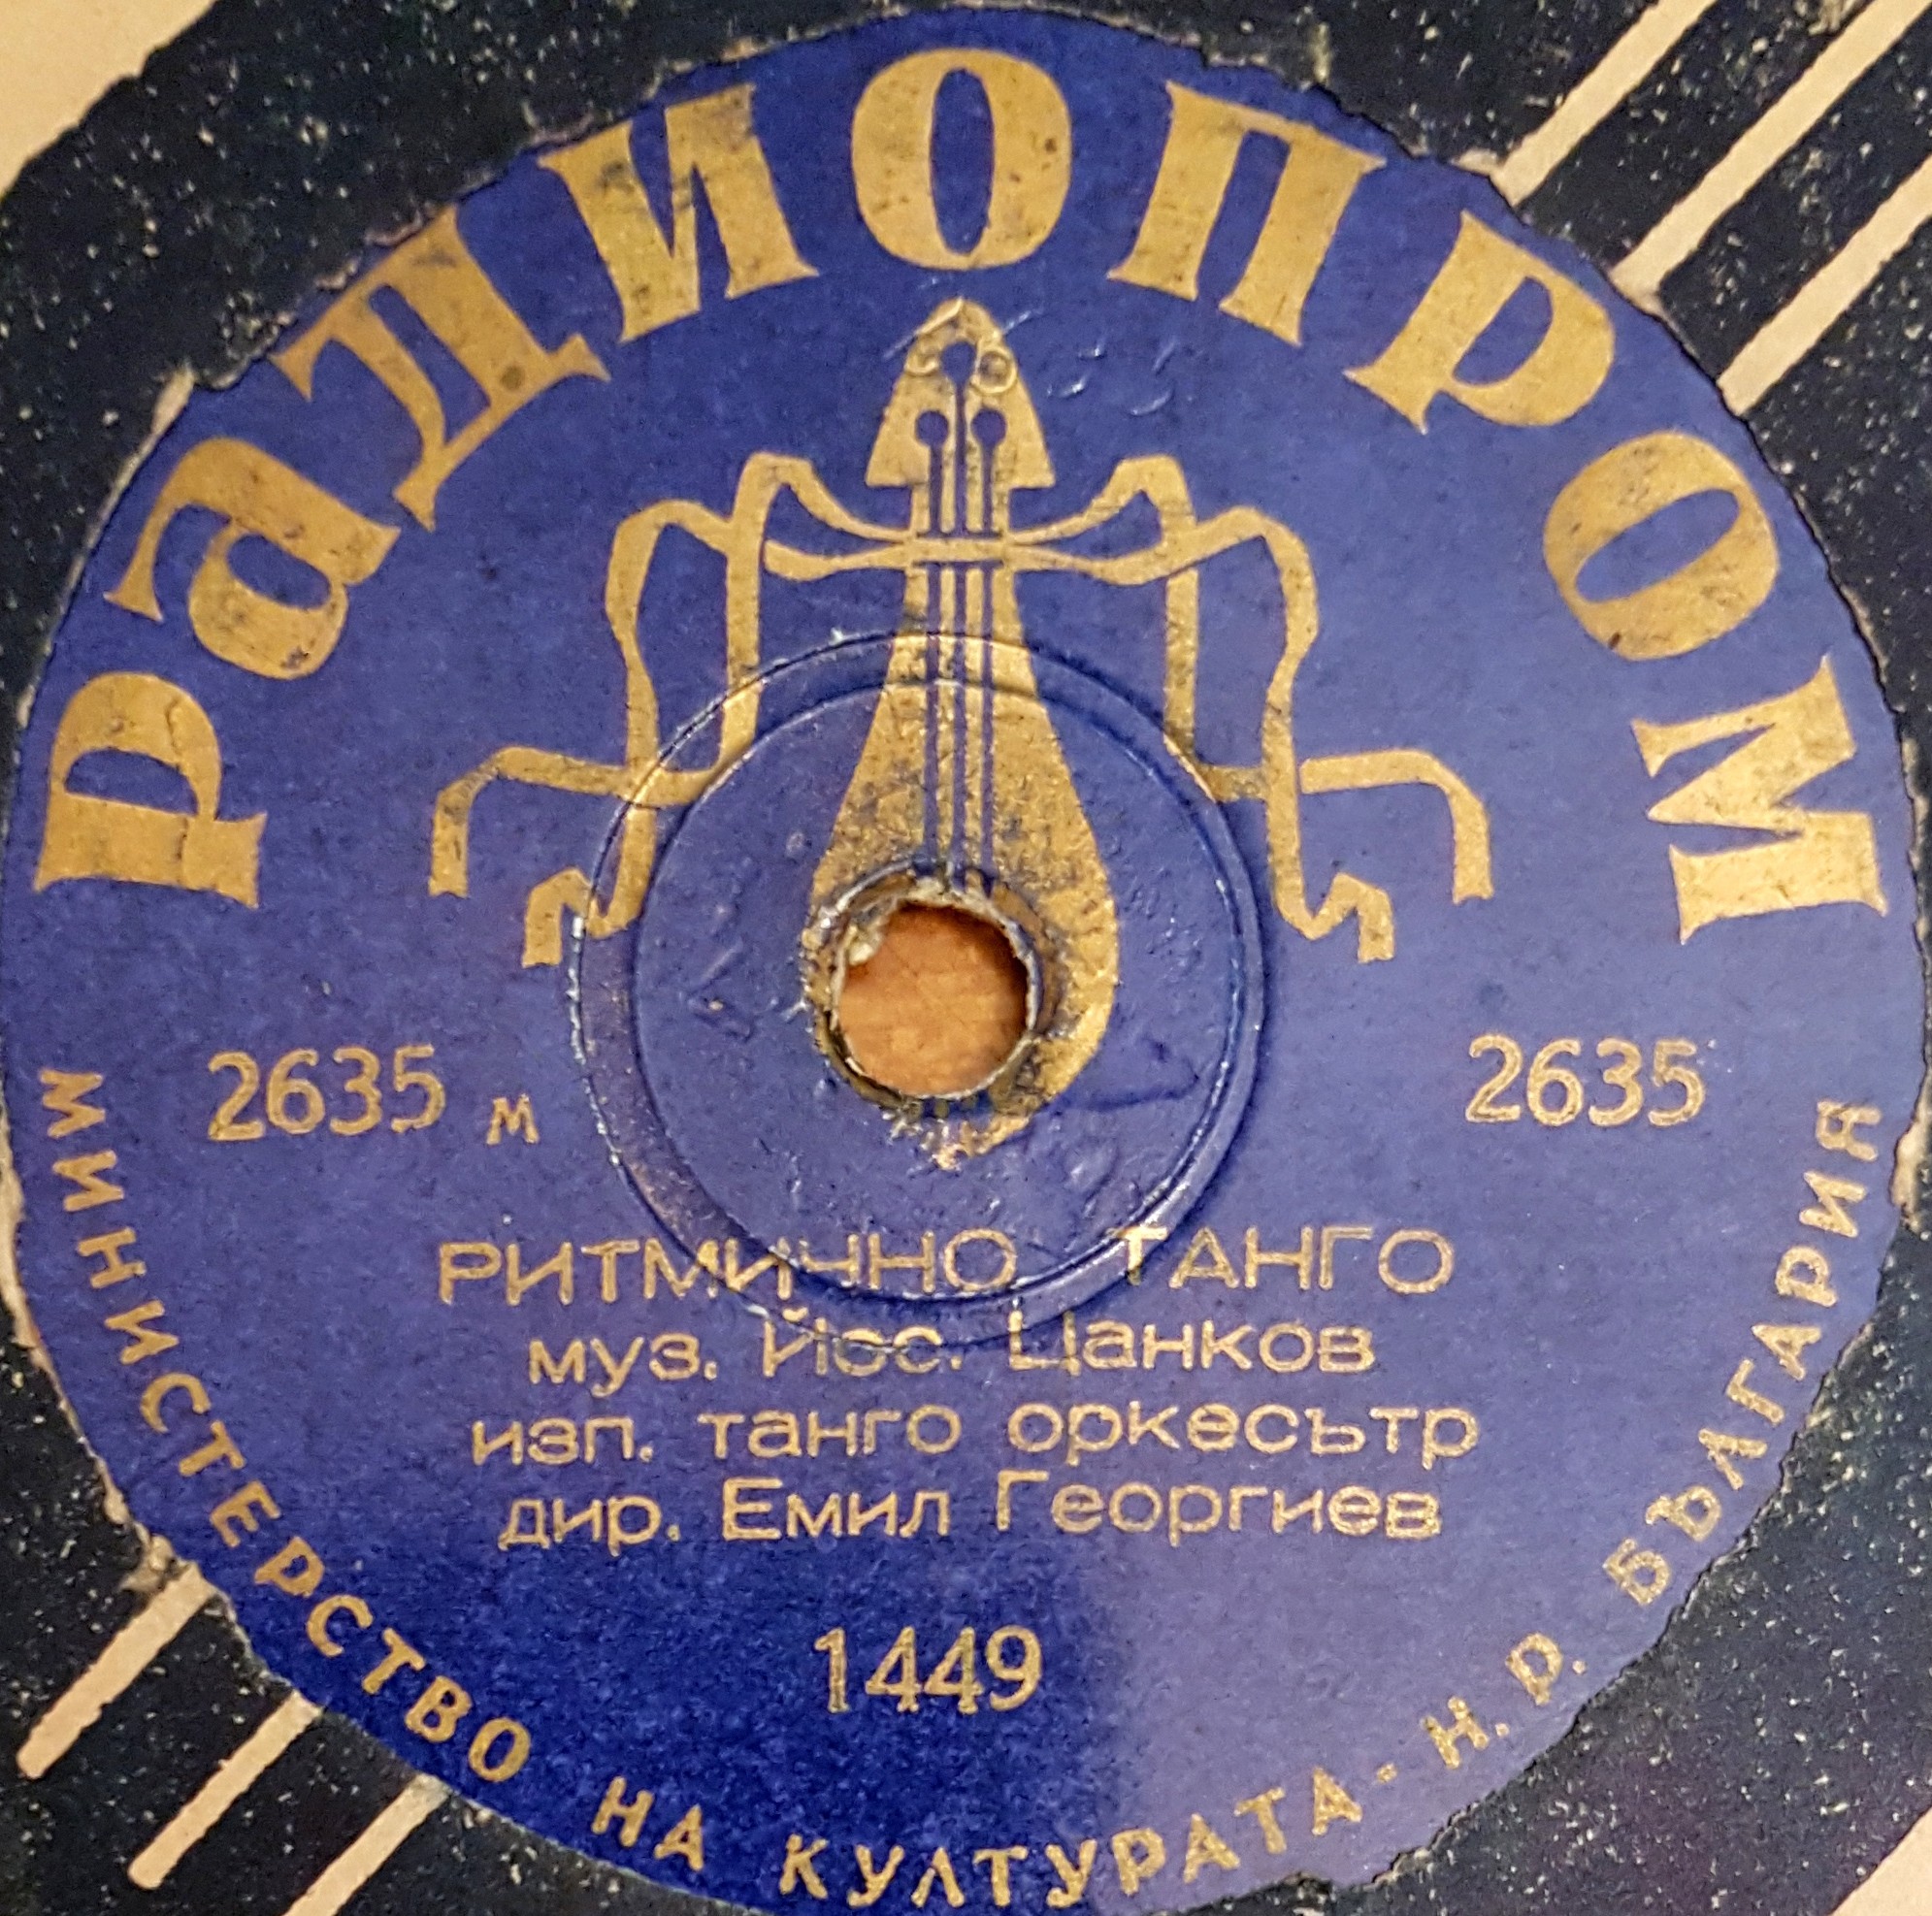 РАДИОПРОМ
2635 м
2635
РИТМИЧНО ТАНГО
муз. Йос. Цанков
изп. танго оркесътр
дир. Емил Георгиев
1449
МИНИСТЕРСТВО НА КУЛТУРАТА - Н. Р. БЪЛГАРИЯ